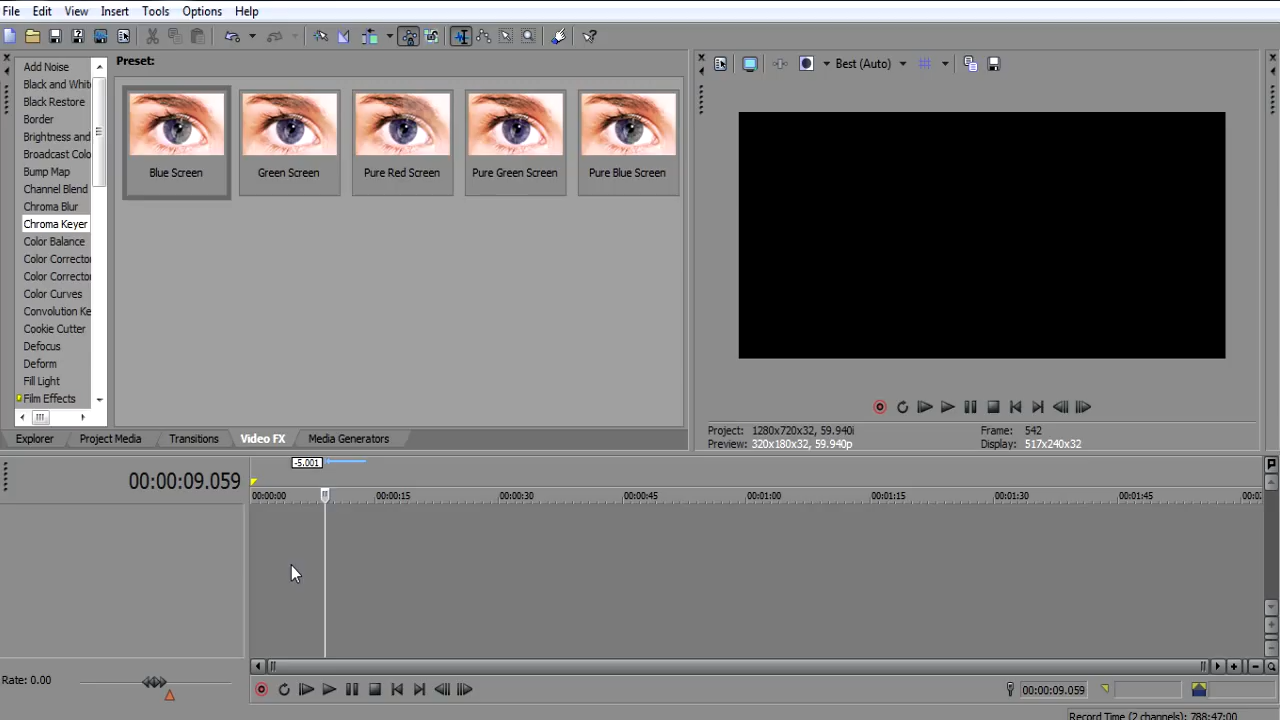 File Edit View Insert Tools Options Help
Preset:
Add Noise
Black and Whit
Black Restore
Border
Brightness and
Broadcast Colo
Bump Map
Channel Blend
Chroma Blur
Chroma Keyer
Color Balance
Color Corrector
Color Corrector
Color Curves
Convolution Ke
Cookie Cutter
Defocus
Deform
Fill Light
Film Effects
Blue Screen
Green Screen
Pure Red Screen
Pure Green Screen
Pure Blue Screen
Best (Auto)
Project: 1280x720x32, 59.940i
Frame: 542
Preview: 320x180x32, 59.940p
Display: 517x240x32
Explorer Project Media Transitions Video FX Media Generators
-5.001
00:00:09.059
00:00:00 00:00:15 00:00:30 00:00:45 00:01:00 00:01:15 00:01:30 00:01:45 00:0
Rate: 0.00
00:00:09.059
Record Time (2 channels): 788:47:00